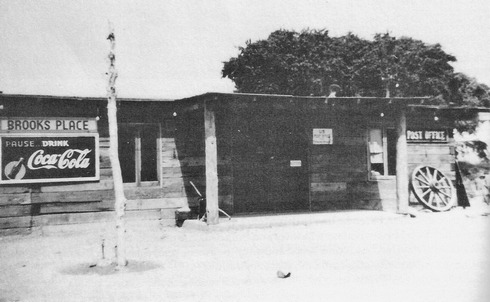 BROOKS PLACE
PAUSE DRINK
Coca-Cola
POST OFFICE